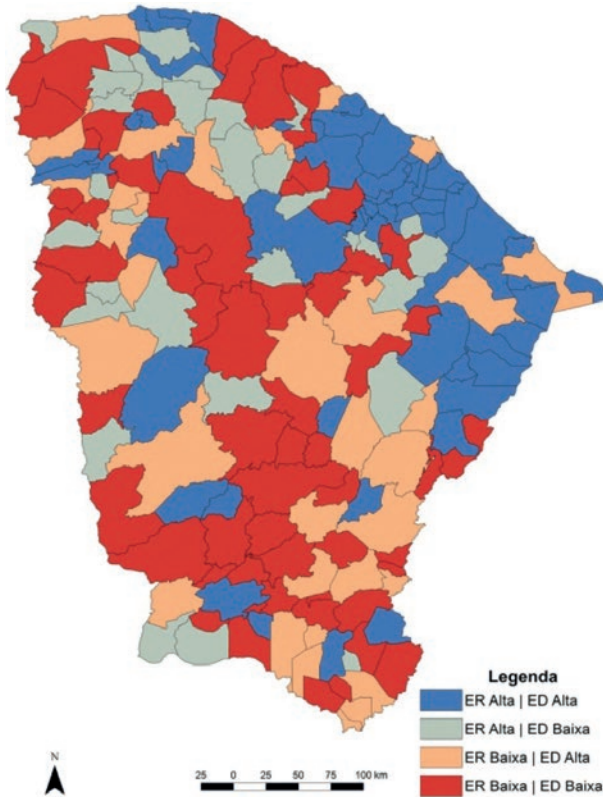 Legenda
ER Alta | ED Alta
ER Alta | ED Baixa
ER Baixa | ED Alta
ER Baixa | ED Baixa
N
25 0 25 50 75 100 km